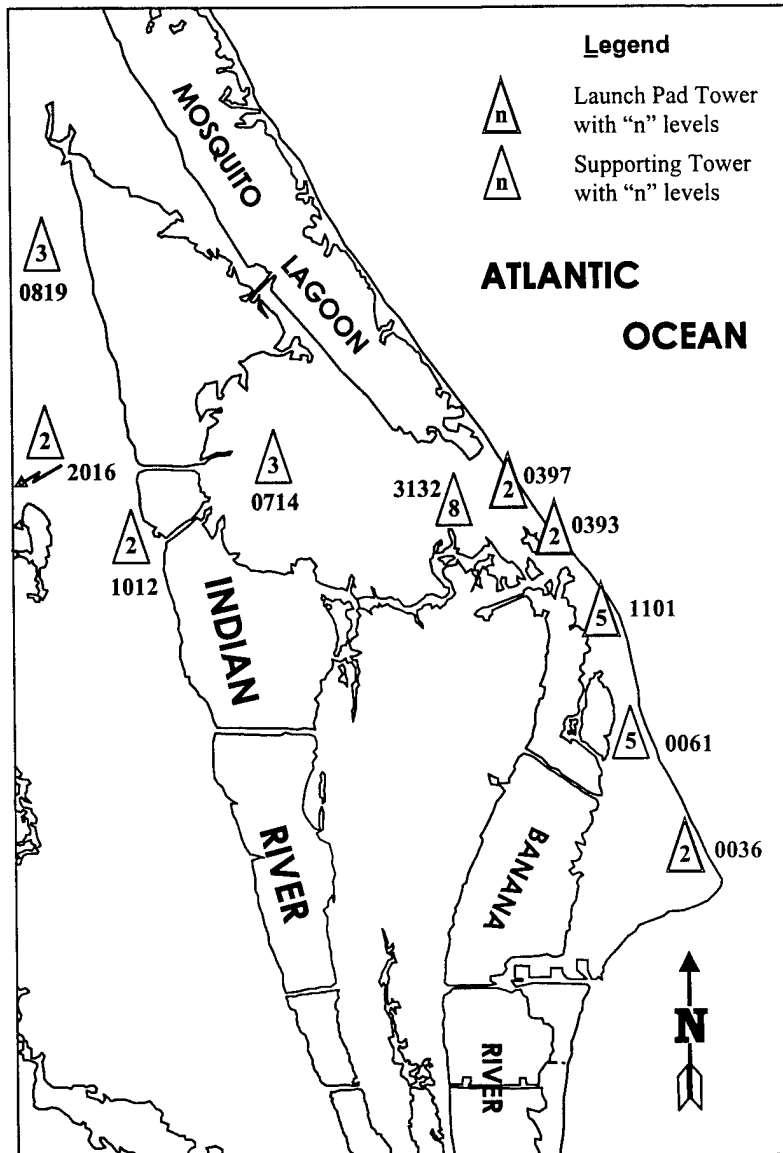 Legend
n
Launch Pad Tower
with "n" levels
n
Supporting Tower
with "n" levels
MOSQUITO
LAGOON
ATLANTIC
OCEAN
3
0819
2
2016
3
0714
3132
8
2
0397
2
0393
2
1012
5
1101
INDIAN
5
0061
RIVER
BANANA
2
0036
N
RIVER